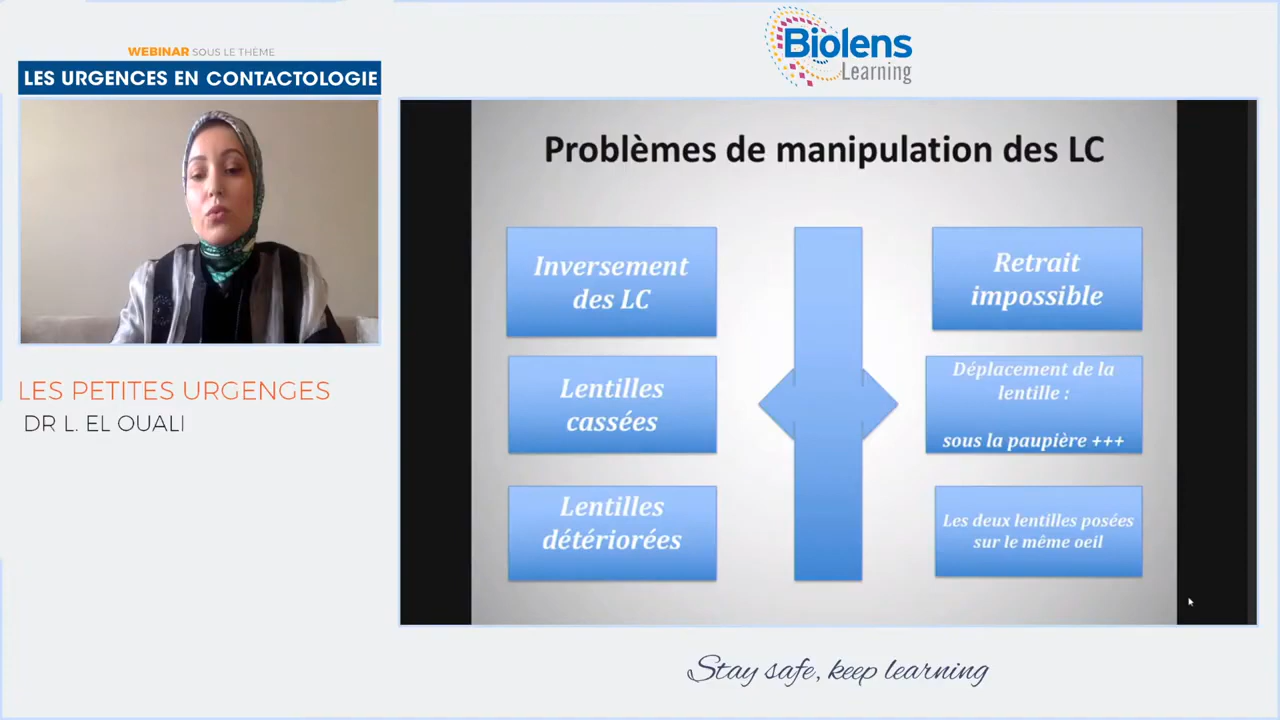 WEBINAR SOUS LE THÈME
LES URGENCES EN CONTACTOLOGIE
Biolens
Learning
LES PETITES URGENGES
DR L. EL OUALI
Problèmes de manipulation des LC
Inversement
des LC
Lentilles
cassées
Lentilles
détériorées
Retrait
impossible
Déplacement de la
lentille :
sous la paupière +++
Les deux lentilles posées
sur le même oeil
Stay safe, keep learning